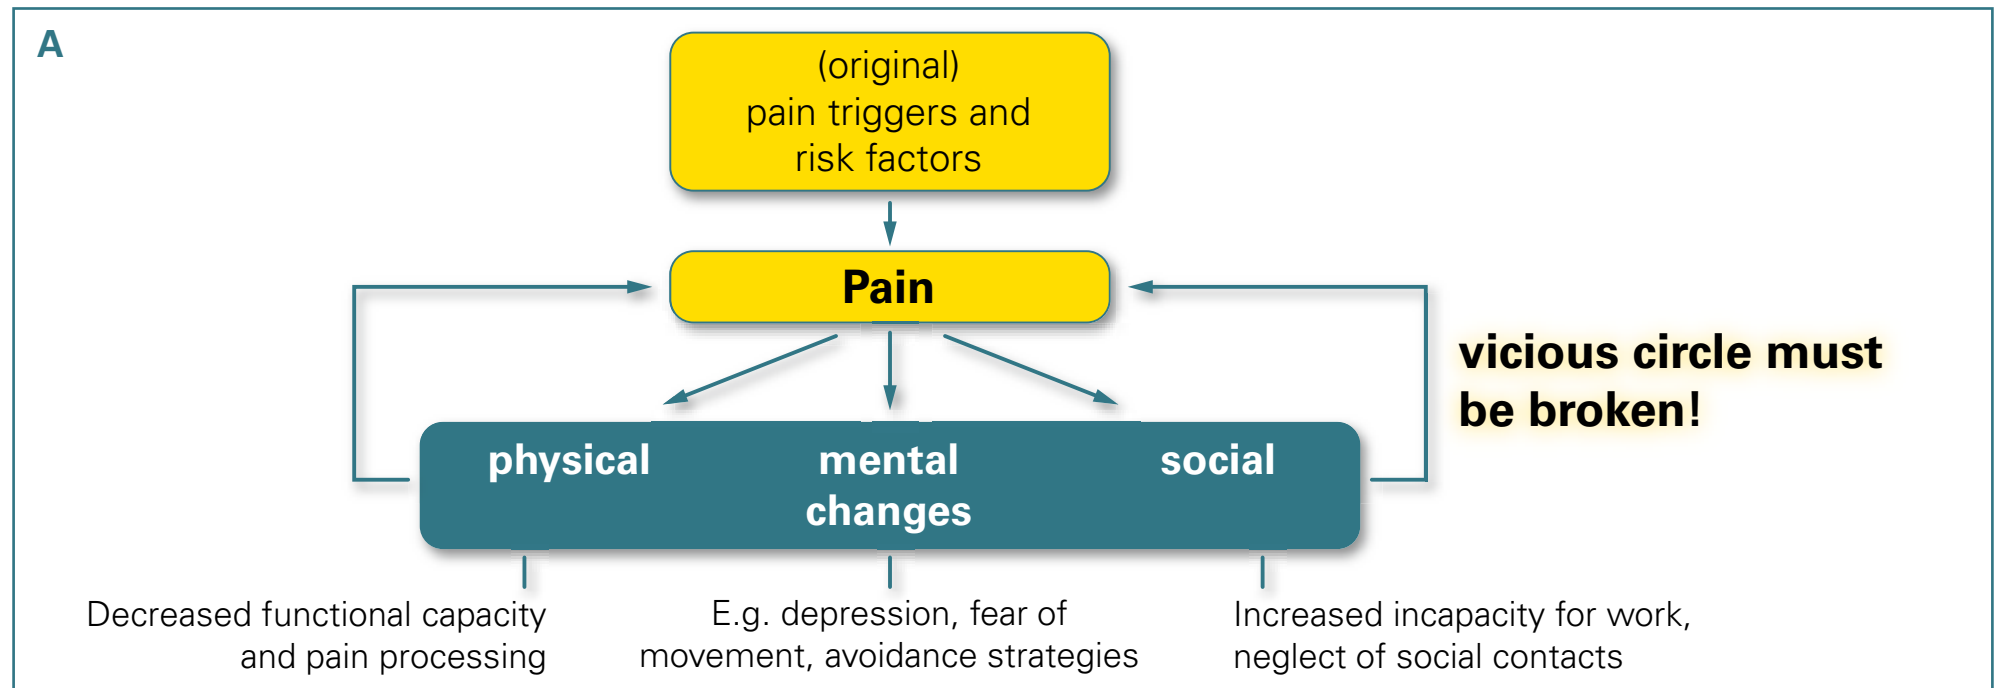 A
(original)
pain triggers and
risk factors
Pain
vicious circle must
be broken!
physical mental social
changes
Decreased functional capacity
and pain processing
E.g. depression, fear of
movement, avoidance strategies
Increased incapacity for work,
neglect of social contacts